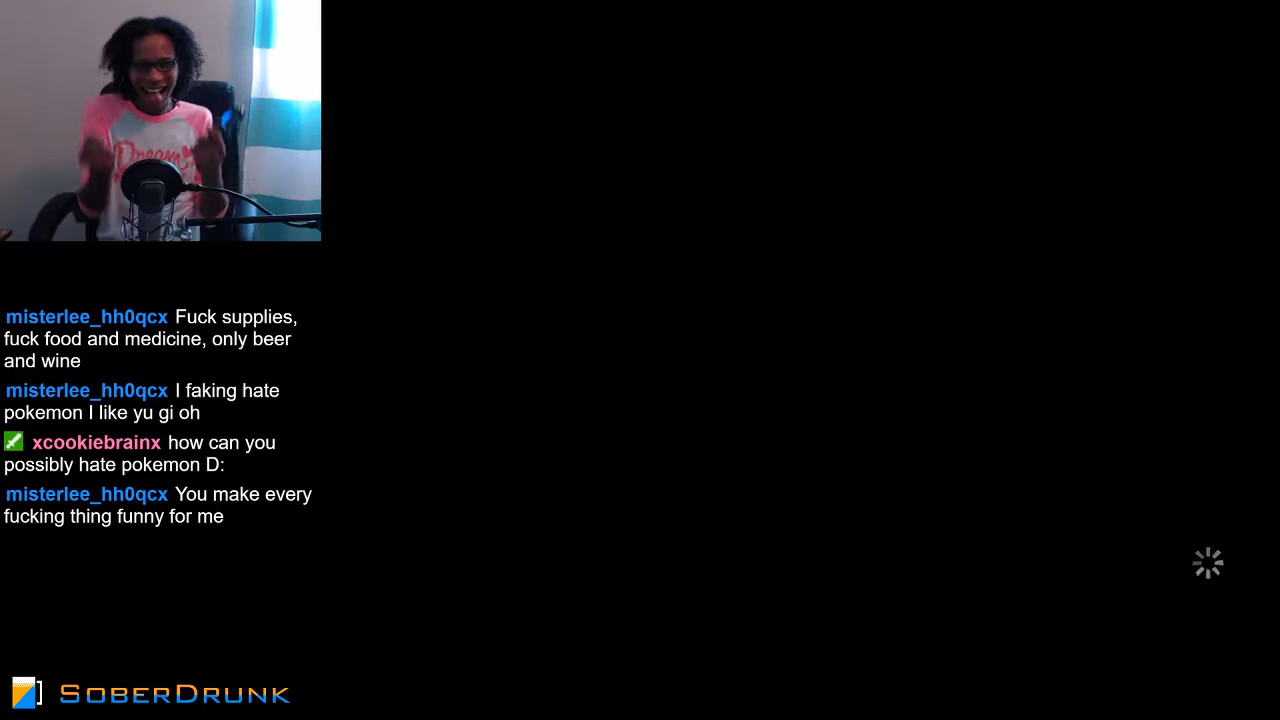 Dream
misterlee_hh0qcx Fuck supplies,
fuck food and medicine, only beer
and wine
misterlee_hh0qcx I faking hate
pokemon I like yu gi oh
xcookiebrainx how can you
possibly hate pokemon D:
misterlee_hh0qcx You make every
fucking thing funny for me
SOBERDRUNK